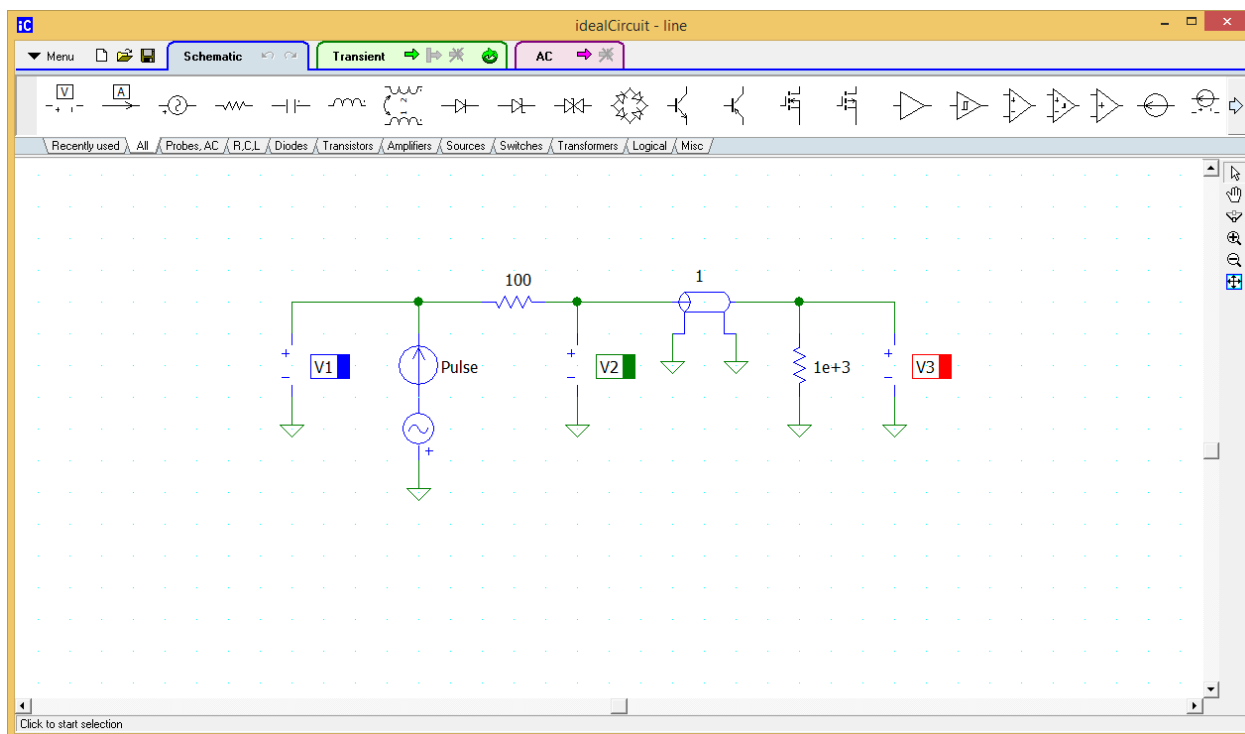 iC idealCircuit - line
Menu Schematic Transient AC
V A
Recently used All Probes, AC R,C,L Diodes Transistors Amplifiers Sources Switches Transformers Logical Misc
100 1
V1 Pulse V2 1e+3 V3
Click to start selection